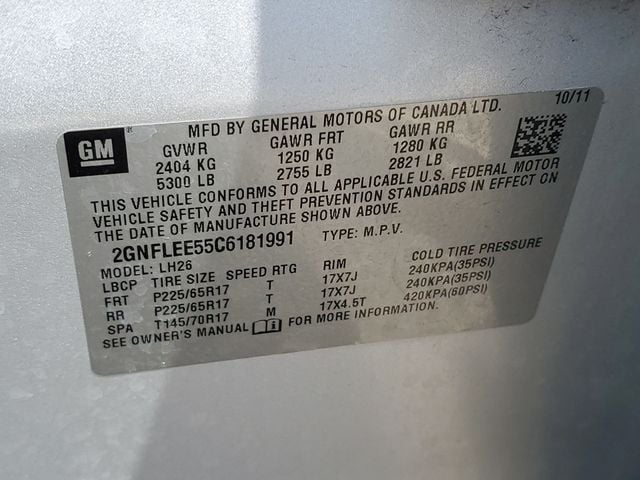 10/11
GM
MFD BY GENERAL MOTORS OF CANADA LTD.
GVWR GAWR FRT GAWR RR
2404 KG 1250 KG 1280 KG
5300 LB 2755 LB 2821 LB
THIS VEHICLE CONFORMS TO ALL APPLICABLE U.S. FEDERAL MOTOR
VEHICLE SAFETY AND THEFT PREVENTION STANDARDS IN EFFECT ON
THE DATE OF MANUFACTURE SHOWN ABOVE.
2GNFLEE55C6181991 TYPE: M.P.V.
MODEL: LH26
LBCP TIRE SIZE SPEED RTG RIM COLD TIRE PRESSURE
FRT P225/65R17 T 17X7J 240KPA(35PSI)
RR P225/65R17 T 17X7J 240KPA(35PSI)
SPA T145/70R17 M 17X4.5T 420KPA(60PSI)
SEE OWNER'S MANUAL FOR MORE INFORMATION